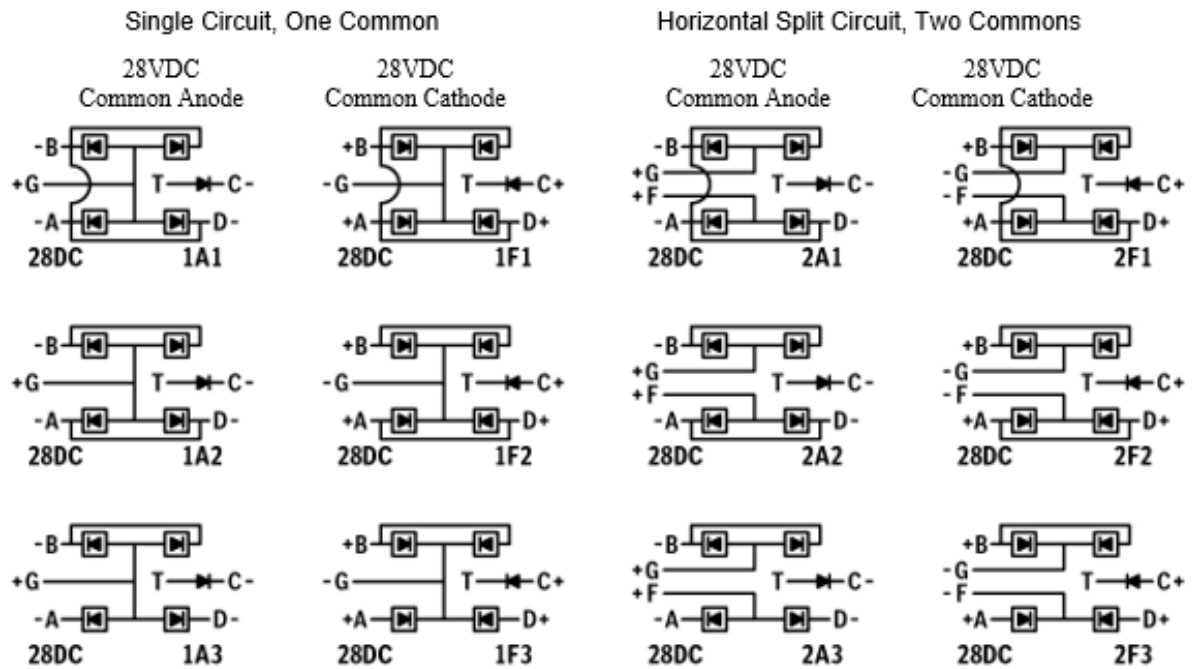 Single Circuit, One Common
Horizontal Split Circuit, Two Commons
28VDC
Common Anode
28VDC
Common Cathode
28VDC
Common Anode
28VDC
Common Cathode
-B
+G
T
C-
-A
D-
28DC
1A1
+B
-G
T
C+
+A
D+
28DC
1F1
-B
+G
+F
T
C-
-A
D-
28DC
2A1
+B
-G
-F
T
C+
+A
D+
28DC
2F1
-B
+G
T
C-
-A
D-
28DC
1A2
+B
-G
T
C+
+A
D+
28DC
1F2
-B
+G
+F
T
C-
-A
D-
28DC
2A2
+B
-G
-F
T
C+
+A
D+
28DC
2F2
-B
+G
T
C-
-A
D-
28DC
1A3
+B
-G
T
C+
+A
D+
28DC
1F3
-B
+G
+F
T
C-
-A
D-
28DC
2A3
+B
-G
-F
T
C+
+A
D+
28DC
2F3